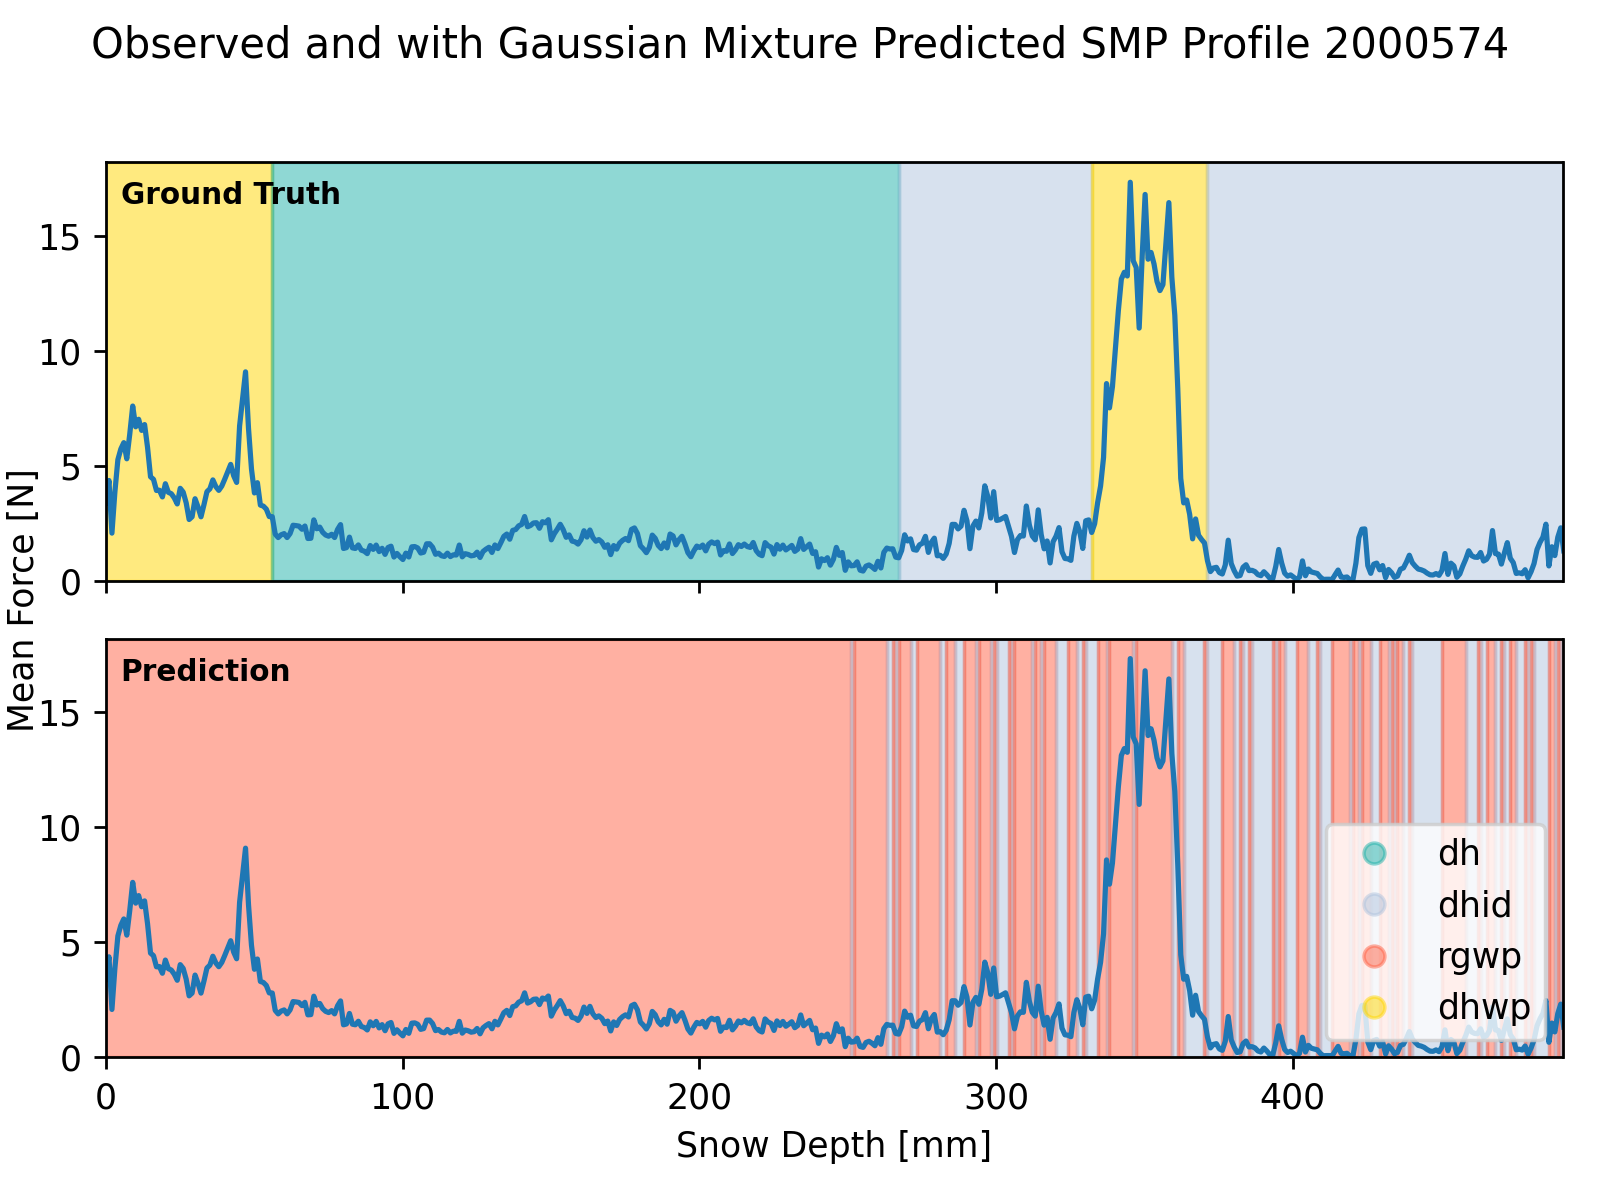 Observed and with Gaussian Mixture Predicted SMP Profile 2000574
Ground Truth
15
10
5
0
Mean Force [N]
Prediction
15
10
5
0
dh
dhid
rgwp
dhwp
0 100 200 300 400
Snow Depth [mm]